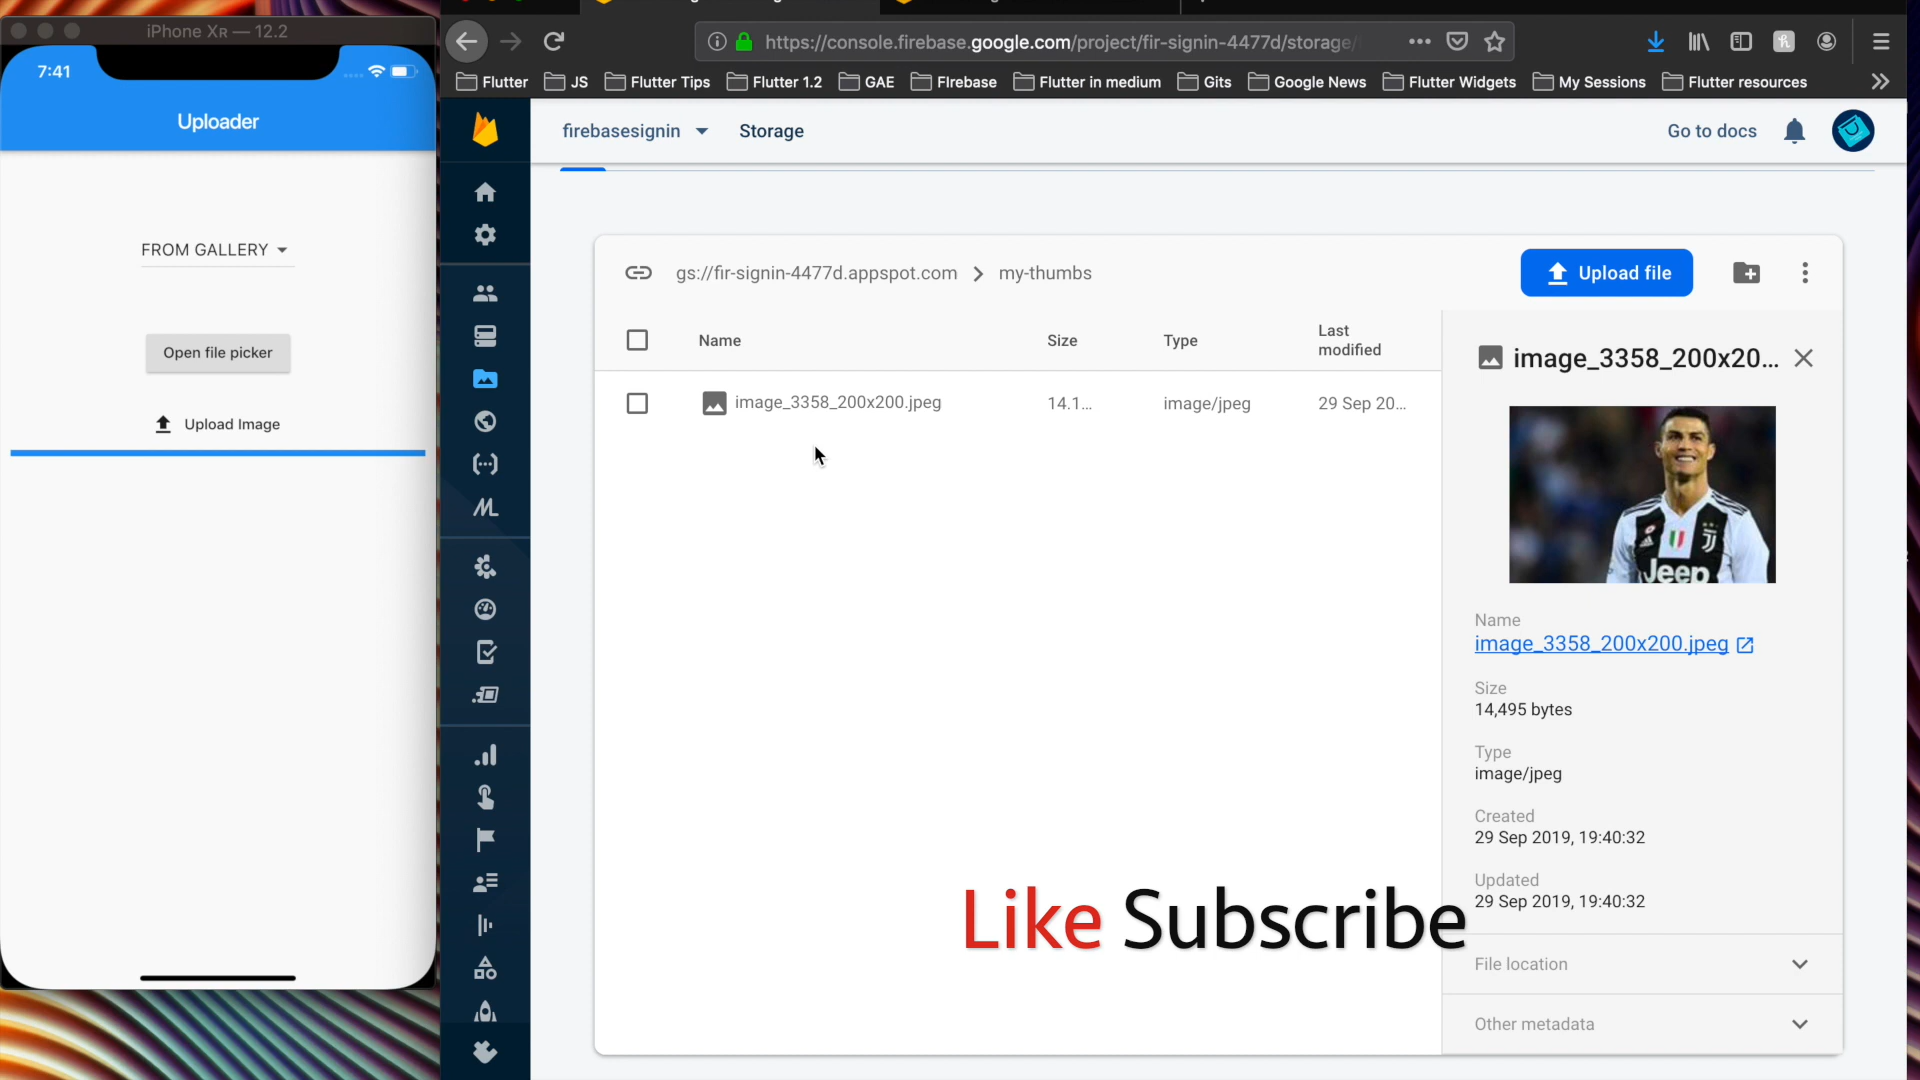 iPhone XR — 12.2
7:41
Uploader
FROM GALLERY
Open file picker
Upload Image
https://console.firebase.google.com/project/fir-signin-4477d/storage/
Flutter
JS
Flutter Tips
Flutter 1.2
GAE
FIrebase
Flutter in medium
Gits
Google News
Flutter Widgets
My Sessions
Flutter resources
firebasesignin
Storage
Go to docs
gs://fir-signin-4477d.appspot.com
my-thumbs
Upload file
Name
Size
Type
Last
modified
image_3358_200x200.jpeg
14.1...
image/jpeg
29 Sep 20...
image_3358_200x20...
Jeep
Name
image_3358_200x200.jpeg
Size
14,495 bytes
Type
image/jpeg
Created
29 Sep 2019, 19:40:32
Updated
29 Sep 2019, 19:40:32
File location
Other metadata
Like Subscribe